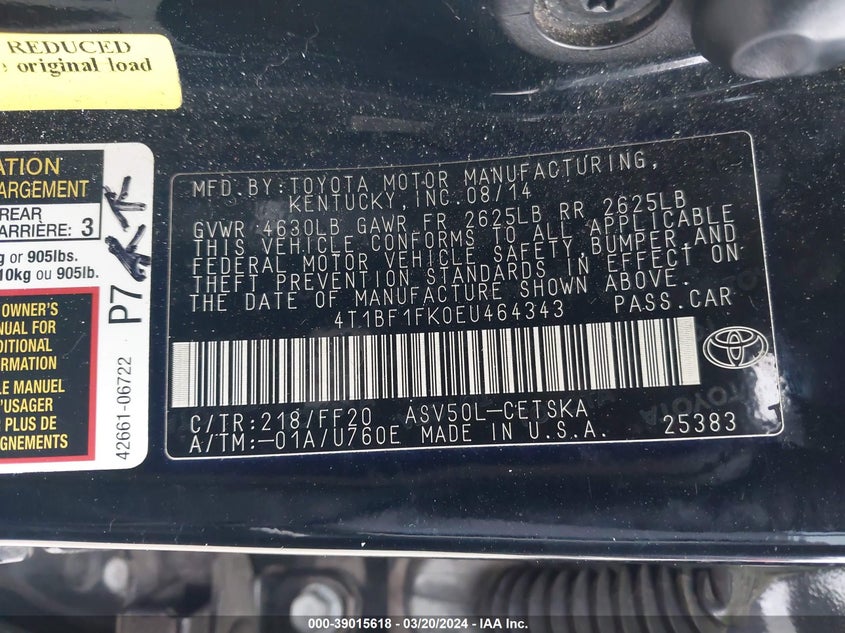 REDUCED
original load
ATION
ARGEMENT
REAR
ARRIÈRE: 3
g or 905lbs.
10kg ou 905lb.
P7
OWNER'S
NUAL FOR
DITIONAL
ORMATION
LE MANUEL
'USAGER
PLUS DE
GNEMENTS
42661-06722
MFD.BY:TOYOTA MOTOR MANUFACTURING,
KENTUCKY, INC.08/14
GVWR 4630LB GAWR FR 2625LB RR 2625LB
THIS VEHICLE CONFORMS TO ALL APPLICABLE
FEDERAL MOTOR VEHICLE SAFETY,BUMPER,AND
THEFT PREVENTION STANDARDS IN EFFECT ON
THE DATE OF MANUFACTURE SHOWN ABOVE.
4T1BF1FK0EU464343 PASS.CAR
TOYOTA
C/TR:218/FF20 ASV50L-CETSKA
A/TM:-01A/U760E MADE IN U.S.A. 25383
000-39015618 - 03/20/2024 - IAA Inc.